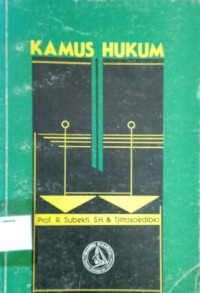 KAMUS HUKUM
Prof. R. Subekti, S.H. & Tjitrosoedibio